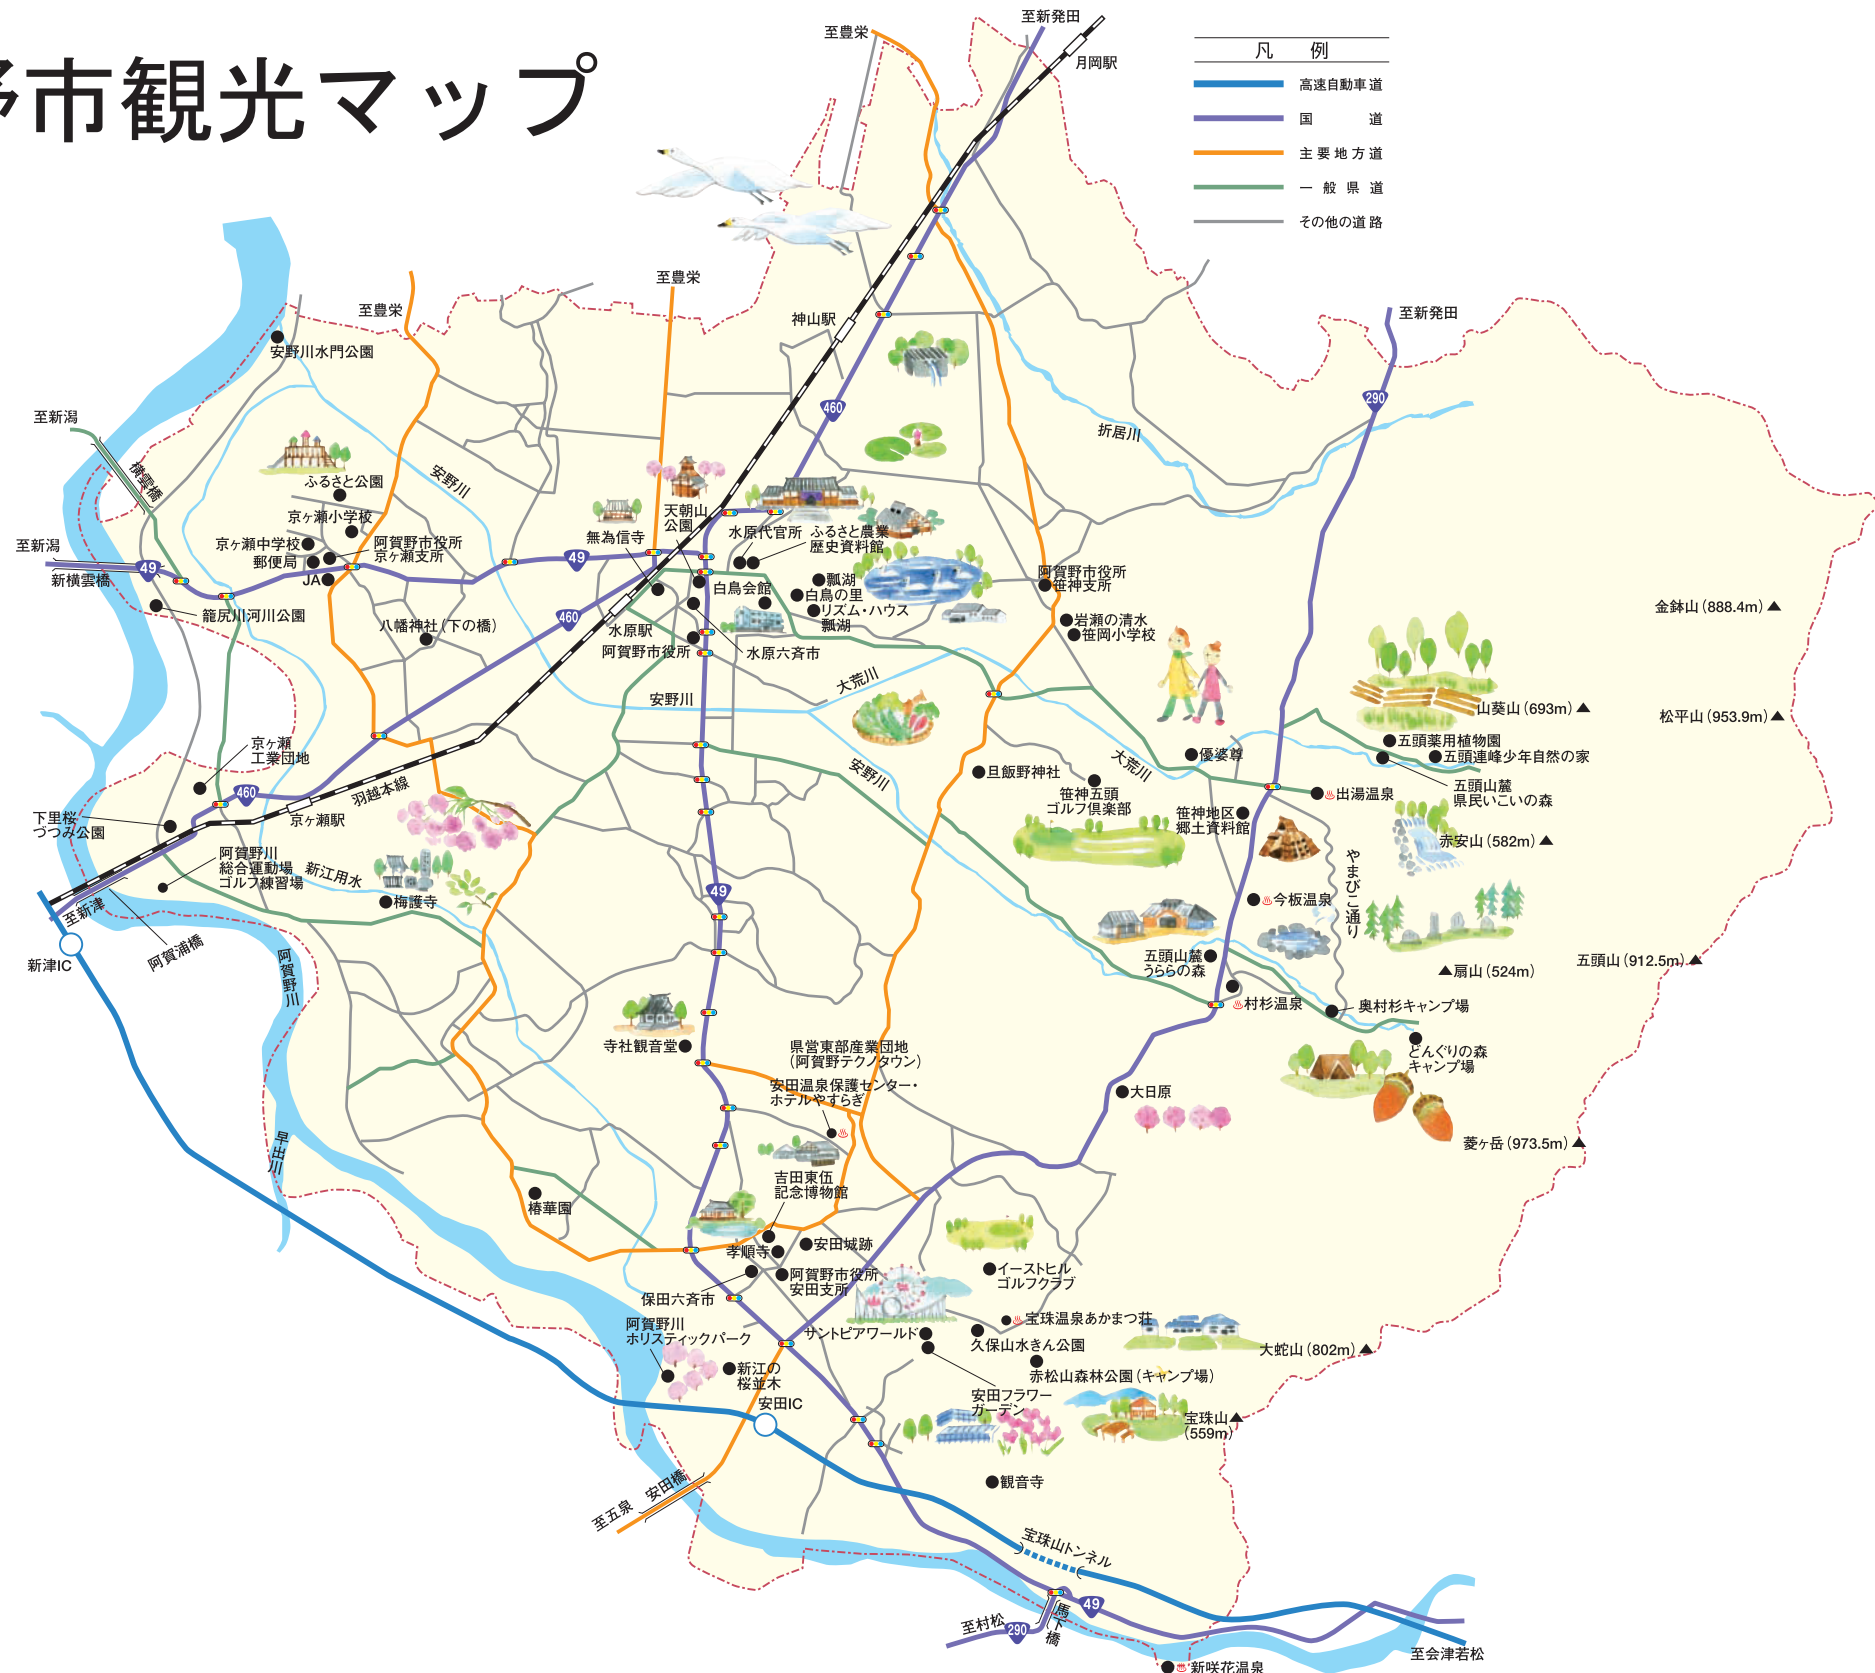 野市観光マップ
凡 例
高速自動車道
国 道
主要地方道
一般県道
その他の道路
至豊栄
至新発田
月岡駅
至豊栄
至豊栄
神山駅
至新発田
290
460
折居川
安野川水門公園
至新潟
横雲橋
至新潟
新横雲橋
49
ふるさと公園
京ヶ瀬小学校
京ヶ瀬中学校
郵便局
JA
阿賀野市役所
京ヶ瀬支所
安野川
籠尻川河川公園
八幡神社(下の橋)
49
460
無為信寺
天朝山
公園
水原代官所
ふるさと農業
歴史資料館
白鳥会館
瓢湖
白鳥の里
リズム・ハウス
瓢湖
水原駅
阿賀野市役所
水原六斉市
阿賀野市役所
笹神支所
岩瀬の清水
笹岡小学校
安野川
大荒川
安野川
大荒川
金鉢山(888.4m)
松平山(953.9m)
山葵山(693m)
五頭薬用植物園
五頭連峰少年自然の家
五頭山麓
県民いこいの森
優婆尊
旦飯野神社
笹神五頭
ゴルフ倶楽部
笹神地区
郷土資料館
出湯温泉
赤安山(582m)
やまびこ通り
今板温泉
五頭山麓
うららの森
村杉温泉
扇山(524m)
五頭山(912.5m)
奥村杉キャンプ場
どんぐりの森
キャンプ場
菱ヶ岳(973.5m)
大日原
京ヶ瀬
工業団地
460
下里桜
づつみ公園
京ヶ瀬駅
羽越本線
阿賀野川
総合運動場
ゴルフ練習場
新江用水
梅護寺
至新津
阿賀浦橋
新津IC
阿賀野川
早出川
49
寺社観音堂
県営東部産業団地
(阿賀野テクノタウン)
安田温泉保護センター・
ホテルやすらぎ
吉田東伍
記念博物館
椿華園
孝順寺
安田城跡
阿賀野市役所
安田支所
保田六斉市
阿賀野川
ホリスティックパーク
新江の
桜並木
安田IC
サントピアワールド
イーストヒル
ゴルフクラブ
宝珠温泉あかまつ荘
久保山水きん公園
赤松山森林公園(キャンプ場)
安田フラワー
ガーデン
大蛇山(802m)
宝珠山
(559m)
観音寺
至五泉
安田橋
宝珠山トンネル
49
至村松
290
馬下橋
至会津若松
新咲花温泉